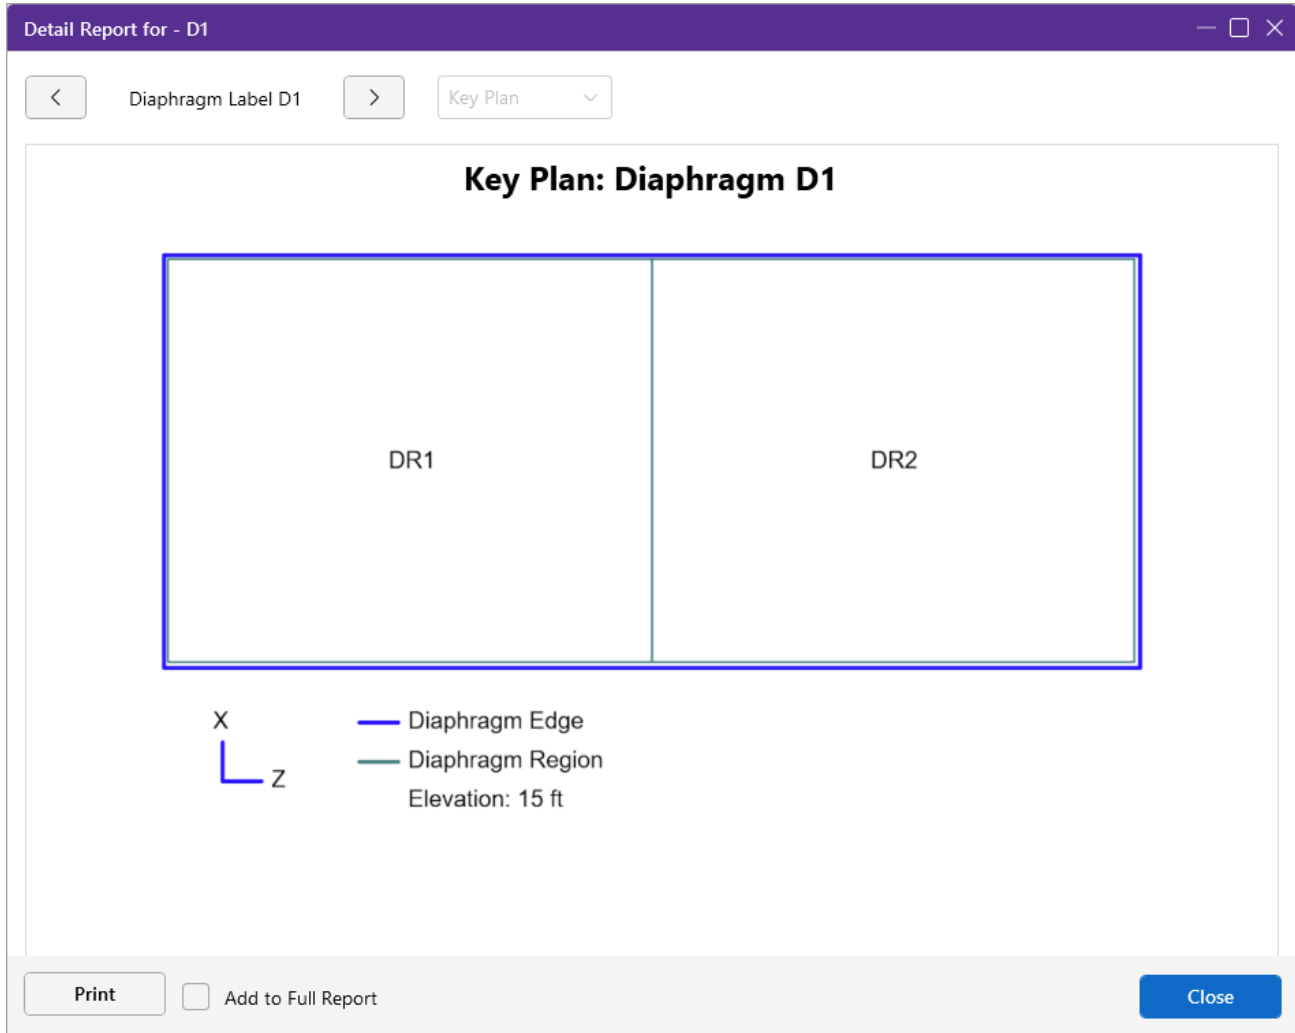 Detail Report for - D1
Diaphragm Label D1
Key Plan
Key Plan: Diaphragm D1
DR1
DR2
X
Z
Diaphragm Edge
Diaphragm Region
Elevation: 15 ft
Print
Add to Full Report
Close